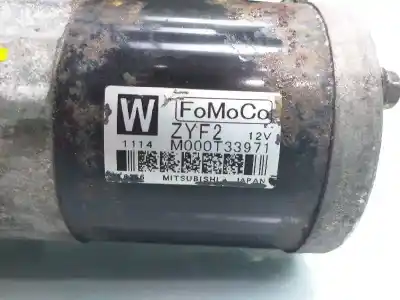 W FoMoCo
ZYF2 12V
1114 M000T33971
MITSUBISHI JAPAN